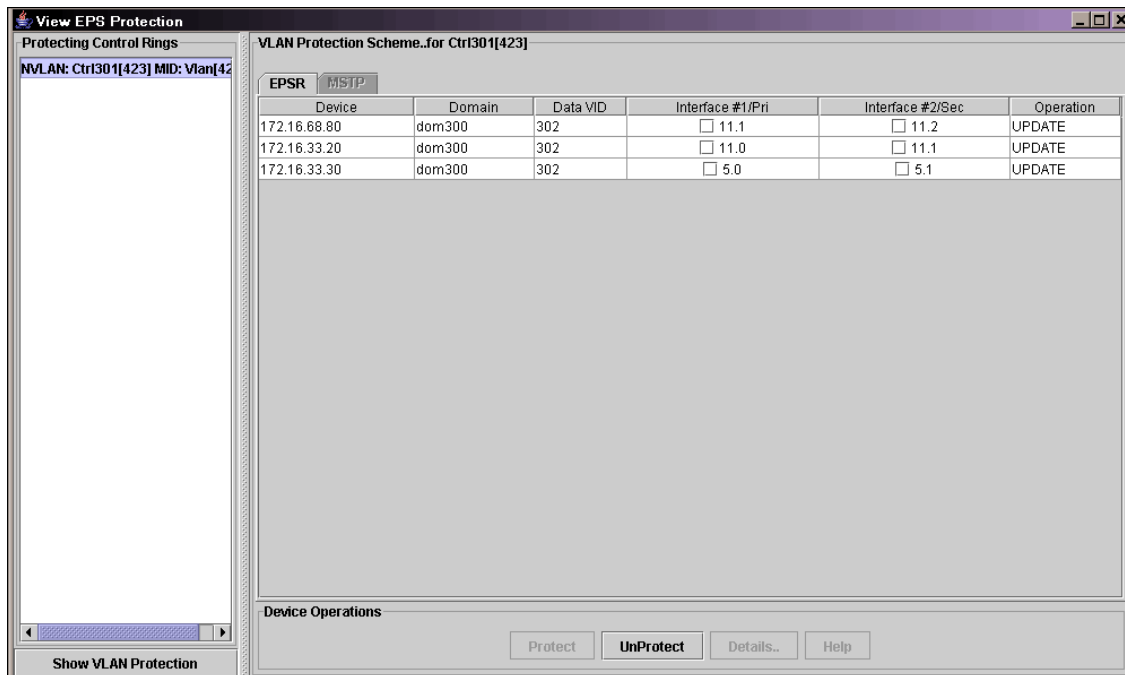 View EPS Protection
Protecting Control Rings
NVLAN: Ctrl301[423] MID: Vlan[42
Show VLAN Protection
VLAN Protection Scheme..for Ctrl301[423]
EPSR MSTP
Device Domain Data VID Interface #1/Pri Interface #2/Sec Operation
172.16.68.80 dom300 302 11.1 11.2 UPDATE
172.16.33.20 dom300 302 11.0 11.1 UPDATE
172.16.33.30 dom300 302 5.0 5.1 UPDATE
Device Operations
Protect UnProtect Details.. Help